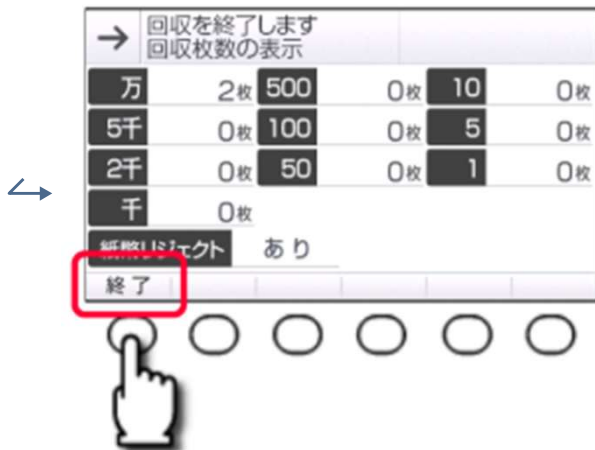 回収を終了します
回収枚数の表示
万 2枚 500 0枚 10 0枚
5千 0枚 100 0枚 5 0枚
2千 0枚 50 0枚 1 0枚
千 0枚
紙幣リジェクト あり
終了